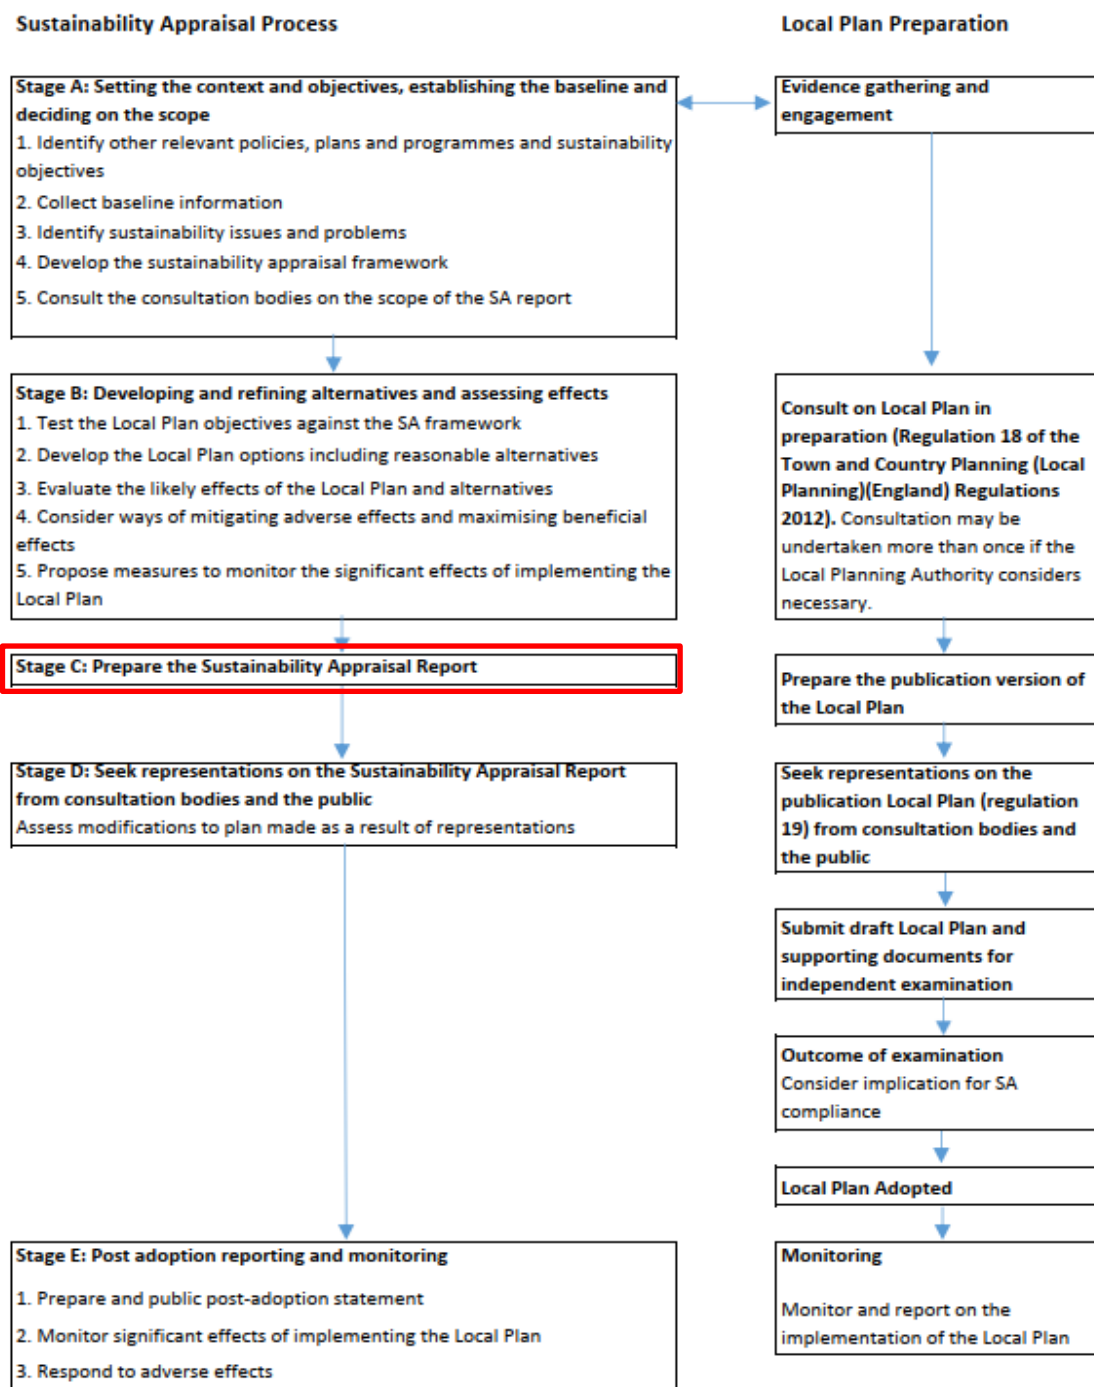 Sustainability Appraisal Process
Local Plan Preparation
Stage A: Setting the context and objectives, establishing the baseline and
deciding on the scope
1. Identify other relevant policies, plans and programmes and sustainability
objectives
2. Collect baseline information
3. Identify sustainability issues and problems
4. Develop the sustainability appraisal framework
5. Consult the consultation bodies on the scope of the SA report
Evidence gathering and
engagement
Stage B: Developing and refining alternatives and assessing effects
1. Test the Local Plan objectives against the SA framework
2. Develop the Local Plan options including reasonable alternatives
3. Evaluate the likely effects of the Local Plan and alternatives
4. Consider ways of mitigating adverse effects and maximising beneficial
effects
5. Propose measures to monitor the significant effects of implementing the
Local Plan
Consult on Local Plan in
preparation (Regulation 18 of the
Town and Country Planning (Local
Planning)(England) Regulations
2012). Consultation may be
undertaken more than once if the
Local Planning Authority considers
necessary.
Stage C: Prepare the Sustainability Appraisal Report
Prepare the publication version of
the Local Plan
Stage D: Seek representations on the Sustainability Appraisal Report
from consultation bodies and the public
Assess modifications to plan made as a result of representations
Seek representations on the
publication Local Plan (regulation
19) from consultation bodies and
the public
Submit draft Local Plan and
supporting documents for
independent examination
Outcome of examination
Consider implication for SA
compliance
Local Plan Adopted
Stage E: Post adoption reporting and monitoring
1. Prepare and public post-adoption statement
2. Monitor significant effects of implementing the Local Plan
3. Respond to adverse effects
Monitoring
Monitor and report on the
implementation of the Local Plan